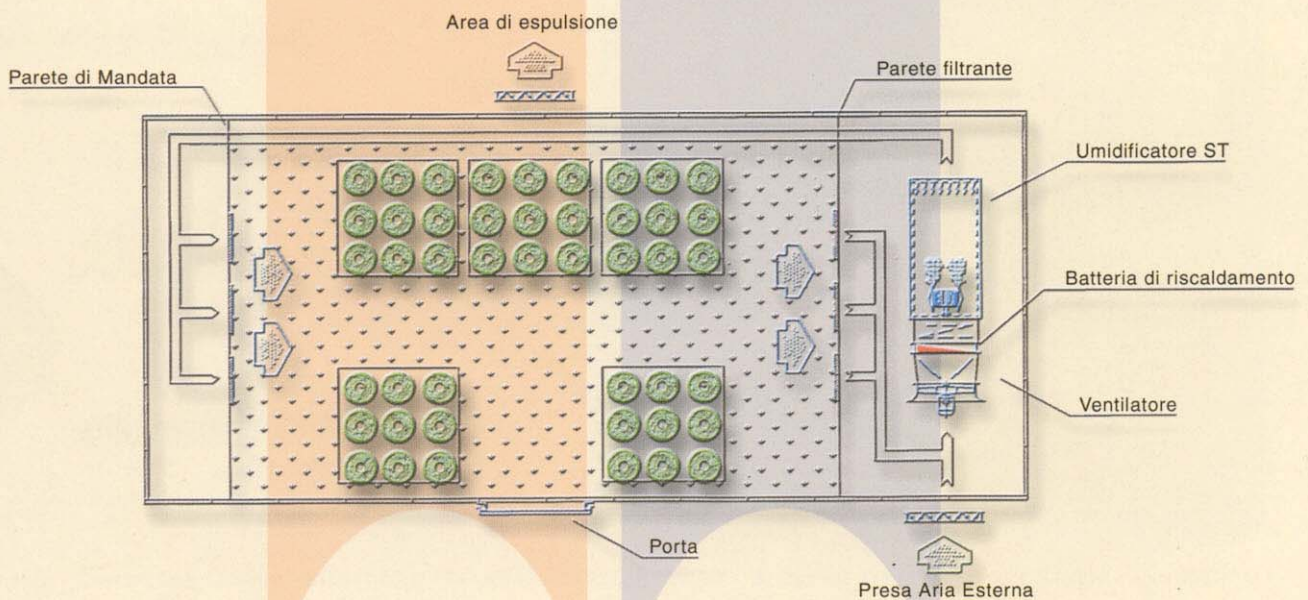 Area di espulsione
Parete di Mandata
Parete filtrante
Umidificatore ST
Batteria di riscaldamento
Ventilatore
Porta
Presa Aria Esterna